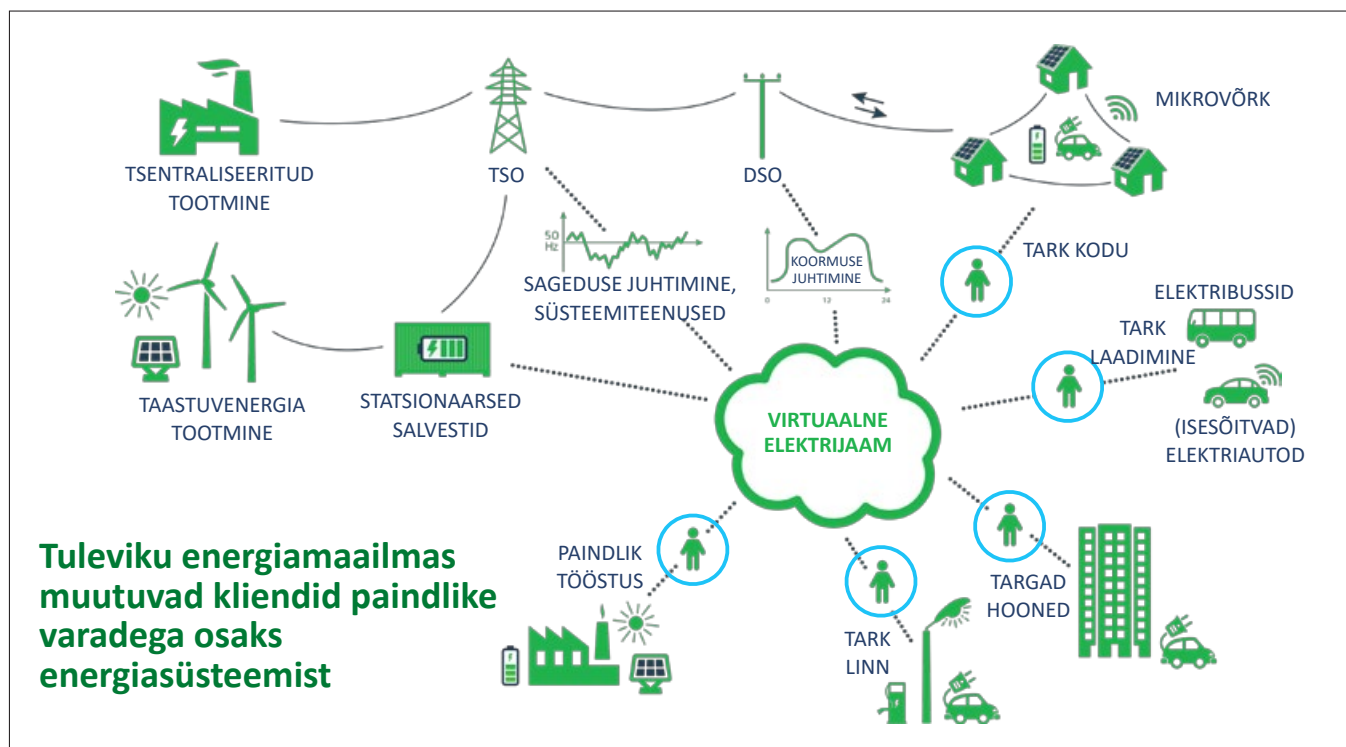 TSENTRALISEERITUD
TOOTMINE
TSO
DSO
MIKROVÕRK
50
Hz
SAGEDUSE JUHTIMINE,
SÜSTEEMITEENUSED
KOORMUSE
JUHTIMINE
0
12
24
TARK KODU
ELEKTRIBUSSID
TARK
LAADIMINE
(ISESÕITVAD)
ELEKTRIAUTOD
TAASTUVENERGIA
TOOTMINE
STATSIONAARSED
SALVESTID
VIRTUAALNE
ELEKTRIJAAM
Tuleviku energiamaailmas
muutuvad kliendid paindlike
varadega osaks
energiasüsteemist
PAINDLIK
TÖÖSTUS
TARK
LINN
TARGAD
HOONED